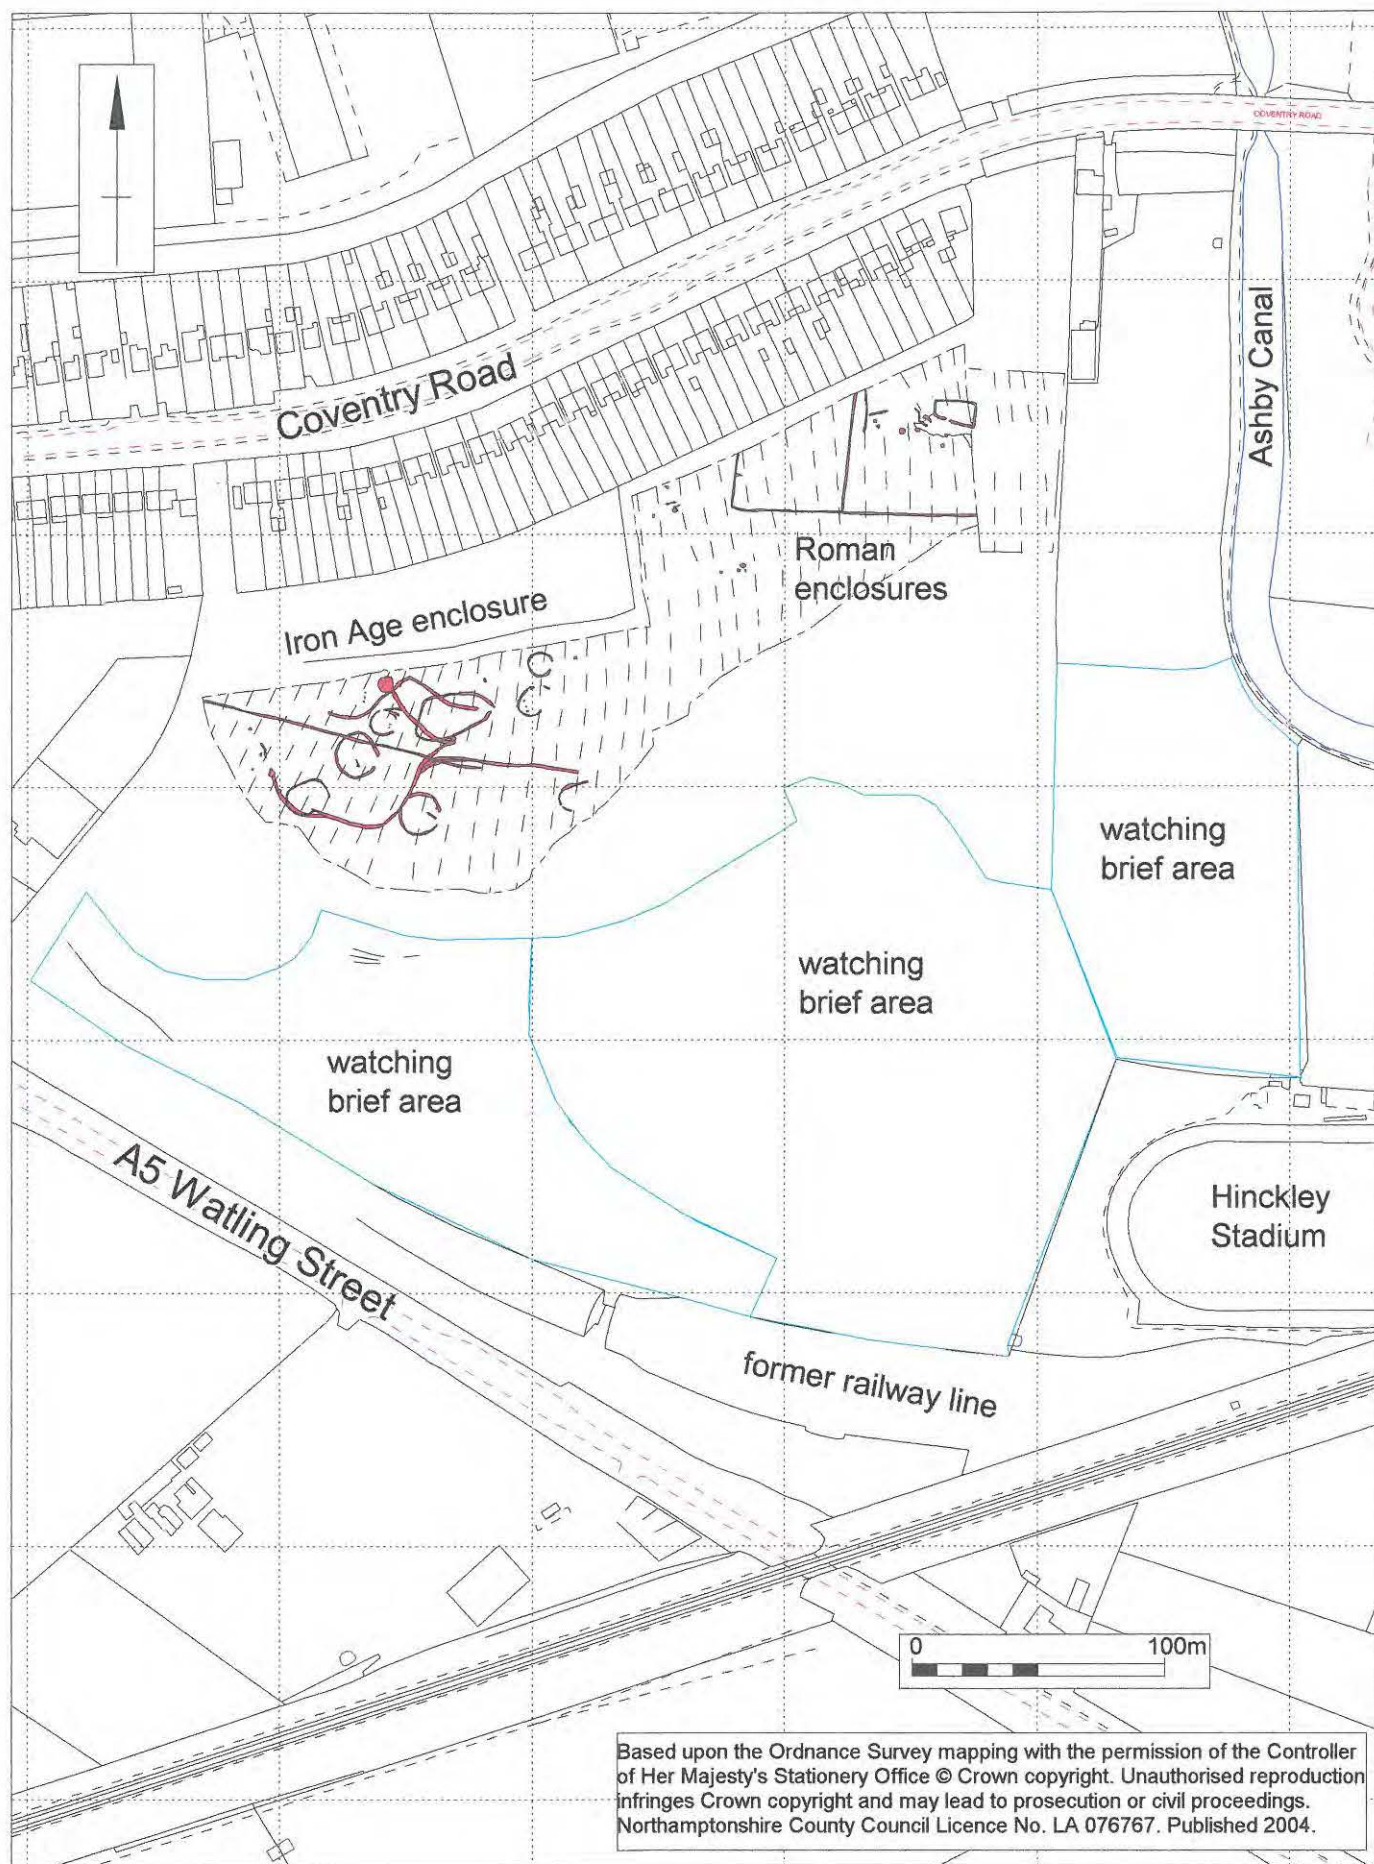 COVENTRY ROAD
Ashby Canal
Coventry Road
Roman
enclosures
Iron Age enclosure
watching
brief area
watching
brief area
watching
brief area
A5 Watling Street
Hinckley
Stadium
former railway line
0 100m
Based upon the Ordnance Survey mapping with the permission of the Controller
of Her Majesty's Stationery Office © Crown copyright. Unauthorised reproduction
infringes Crown copyright and may lead to prosecution or civil proceedings.
Northamptonshire County Council Licence No. LA 076767. Published 2004.